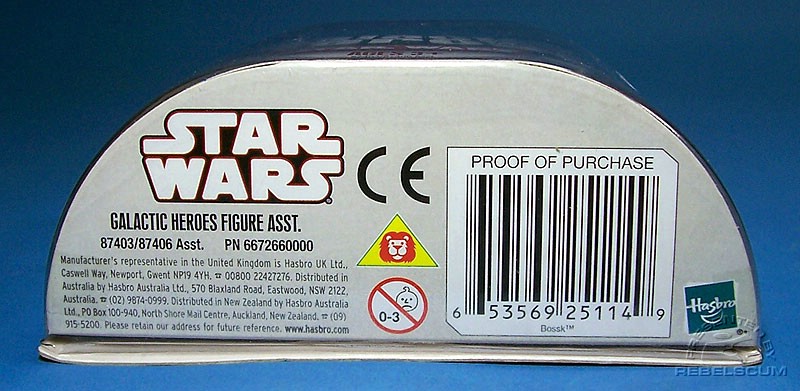 STAR
WARS
GALACTIC HEROES FIGURE ASST.
87403/87406 Asst. PN 6672660000
Manufacturer's representative in the United Kingdom is Hasbro UK Ltd.,
Caswell Way, Newport, Gwent NP19 4YH. ☎ 00800 22427276. Distributed in
Australia by Hasbro Australia Ltd., 570 Blaxland Road, Eastwood, NSW 2122,
Australia. ☎ (02) 9874-0999. Distributed in New Zealand by Hasbro Australia
Ltd., PO Box 100-940, North Shore Mail Centre, Auckland, New Zealand. ☎ (09)
915-5200. Please retain our address for future reference. www.hasbro.com
CE
0-3
PROOF OF PURCHASE
6 53569 25114 9
Bossk™
Hasbro
REBELSCUM